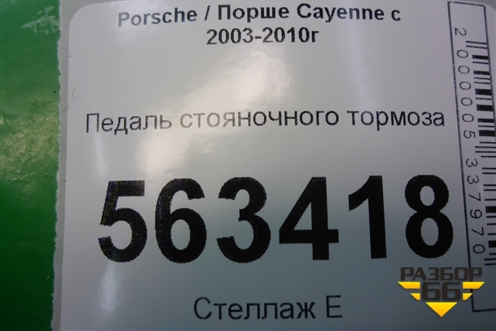 Porsche / Порше Cayenne с
2003-2010г
Педаль стояночного тормоза
563418
Стеллаж Е
2000005337970
РАЗБОР
66